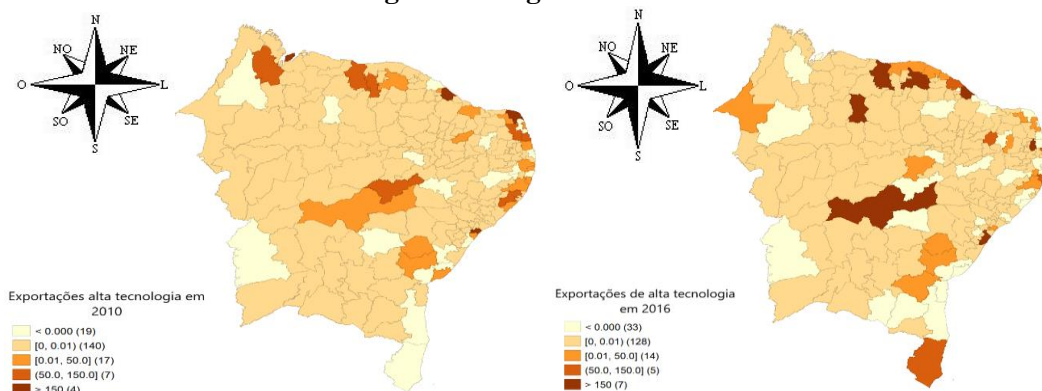 N
NO
NE
O
L
SO
SE
S
Exportações alta tecnologia em
2010
< 0.000 (19)
[0, 0.01) (140)
[0.01, 50.0] (17)
(50.0, 150.0] (7)
> 150 (4)
N
NO
NE
O
L
SO
SE
S
Exportações de alta tecnologia
em 2016
< 0.000 (33)
[0, 0.01) (128)
[0.01, 50.0] (14)
(50.0, 150.0] (5)
> 150 (7)